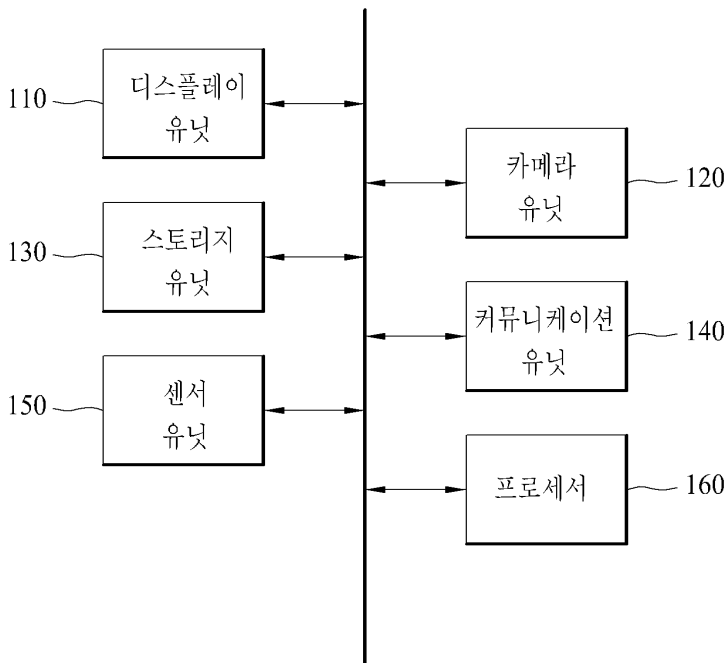 110
디스플레이
유닛
카메라
유닛
120
130
스토리지
유닛
커뮤니케이션
유닛
140
150
센서
유닛
프로세서
160